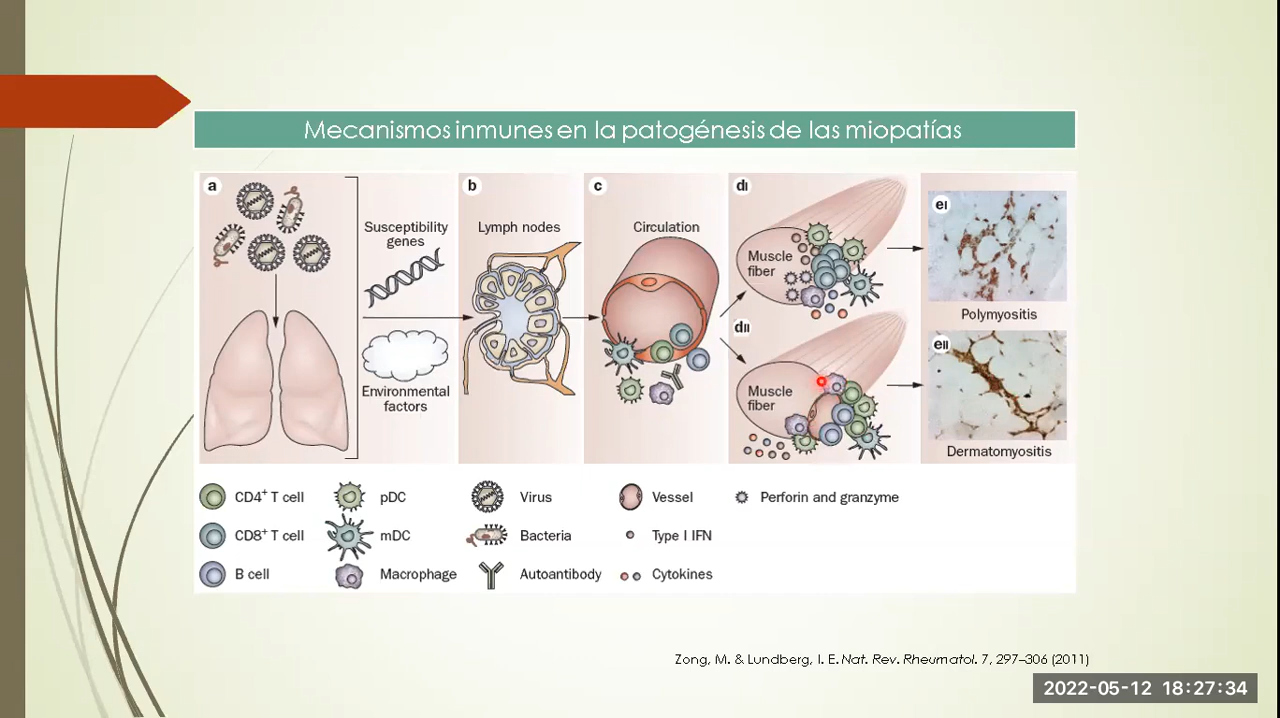 Mecanismos inmunes en la patogénesis de las miopatías
a
Susceptibility
genes
Environmental
factors
b
Lymph nodes
c
Circulation
dI
Muscle
fiber
dII
Muscle
fiber
eI
Polymyositis
eII
Dermatomyositis
CD4+ T cell
pDC
Virus
Vessel
Perforin and granzyme
CD8+ T cell
mDC
Bacteria
Type I IFN
B cell
Macrophage
Autoantibody
Cytokines
Zong, M. & Lundberg, I. E. Nat. Rev. Rheumatol. 7, 297–306 (2011)
2022-05-12 18:27:34